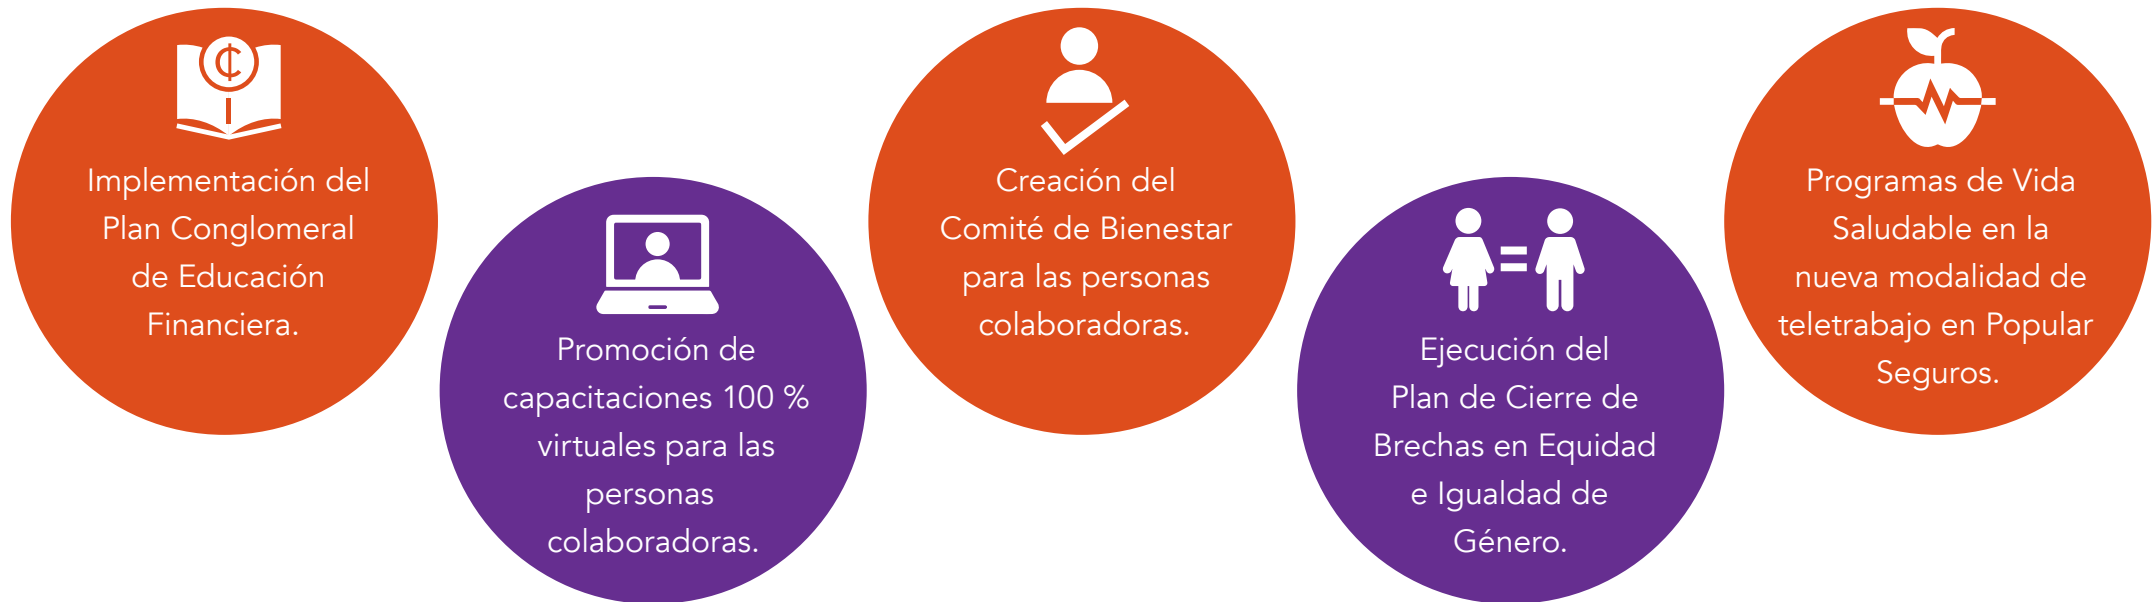 Implementación del
Plan Conglomeral
de Educación
Financiera.
Promoción de
capacitaciones 100 %
virtuales para las
personas
colaboradoras.
Creación del
Comité de Bienestar
para las personas
colaboradoras.
Ejecución del
Plan de Cierre de
Brechas en Equidad
e Igualdad de
Género.
Programas de Vida
Saludable en la
nueva modalidad de
teletrabajo en Popular
Seguros.